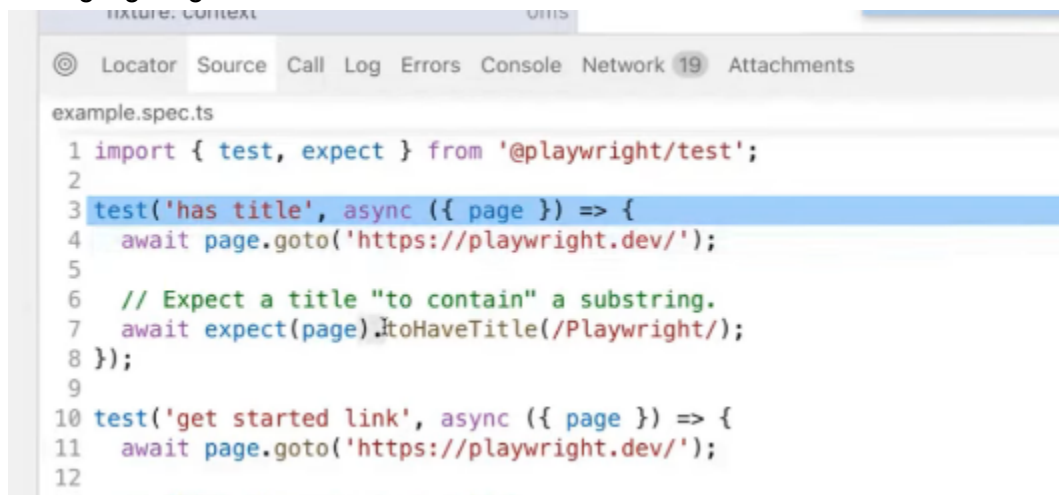 fixture: context 0ms
Locator Source Call Log Errors Console Network 19 Attachments
example.spec.ts
1 import { test, expect } from '@playwright/test';
2
3 test('has title', async ({ page }) => {
4 await page.goto('https://playwright.dev/');
5
6 // Expect a title "to contain" a substring.
7 await expect(page).toHaveTitle(/Playwright/);
8 });
9
10 test('get started link', async ({ page }) => {
11 await page.goto('https://playwright.dev/');
12